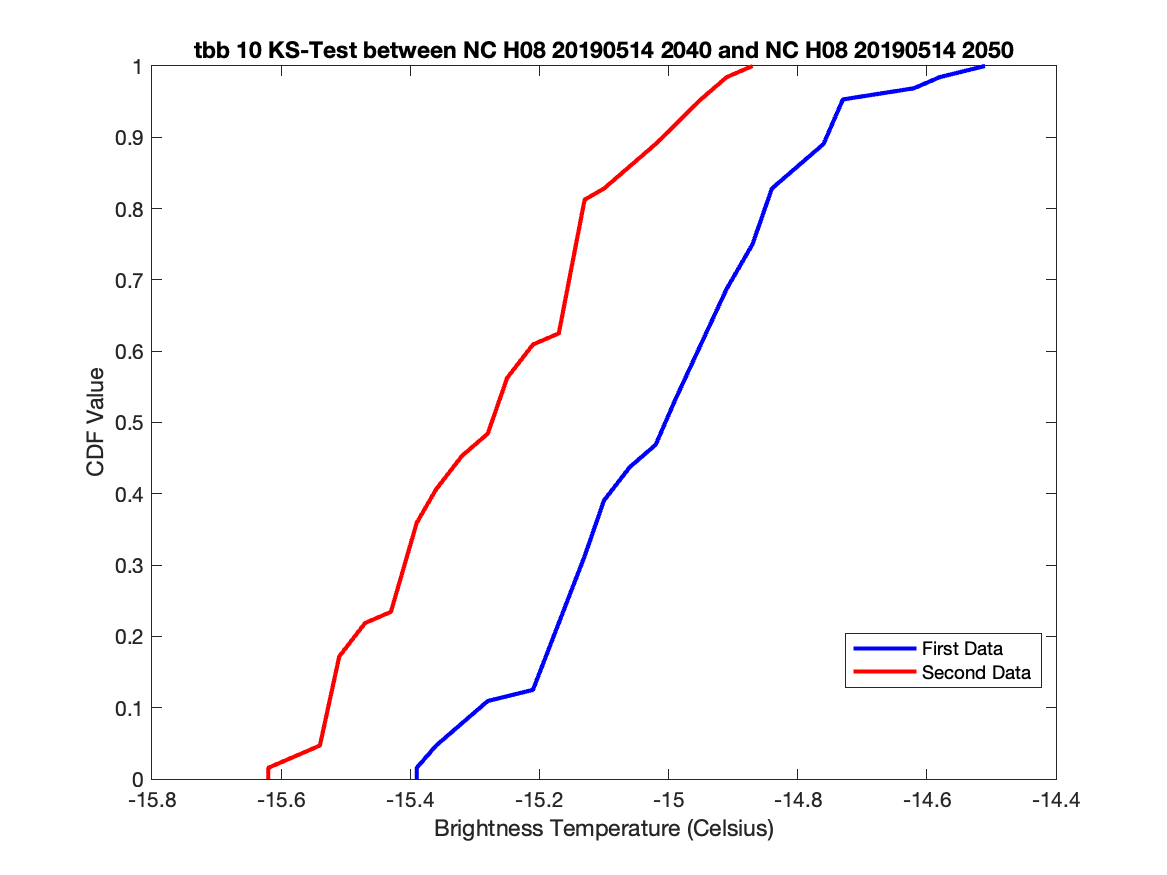 tbb 10 KS-Test between NC H08 20190514 2040 and NC H08 20190514 2050
1
0.9
0.8
0.7
0.6
0.5
0.4
0.3
0.2
0.1
0
CDF Value
First Data
Second Data
-15.8 -15.6 -15.4 -15.2 -15 -14.8 -14.6 -14.4
Brightness Temperature (Celsius)